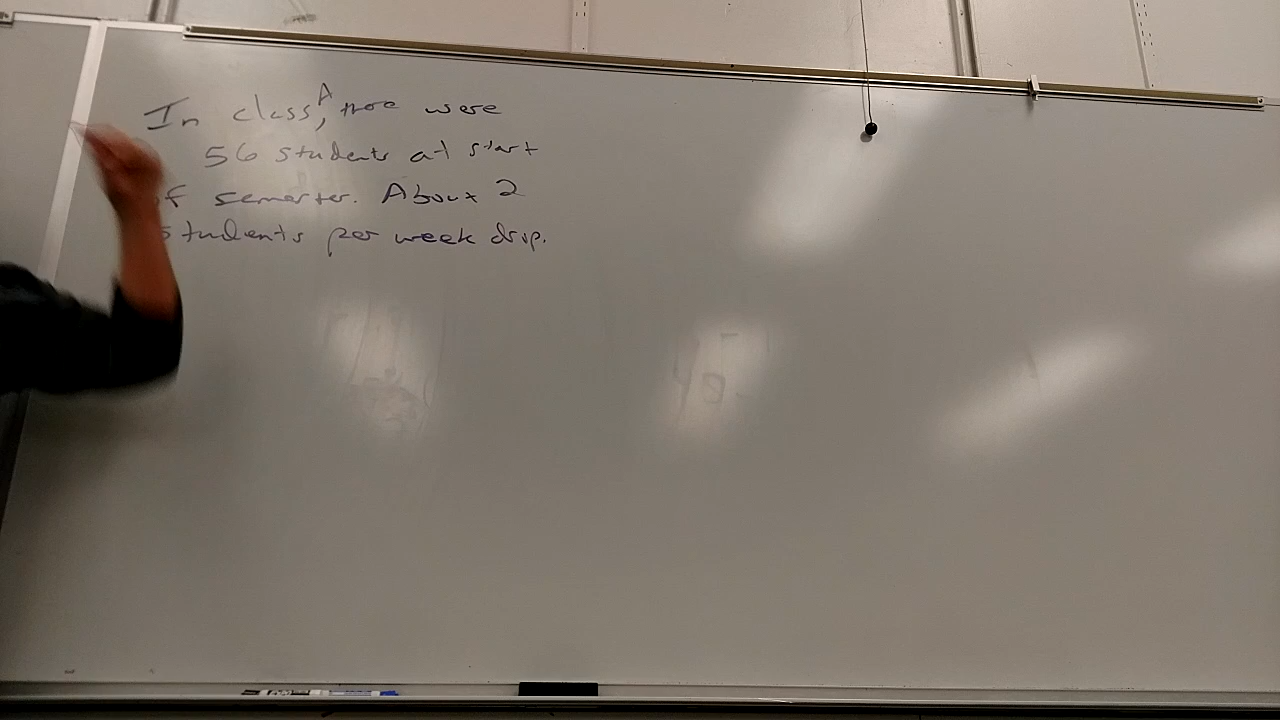 In class A, there were
56 students at start
of semester. About 2
students per week drop.